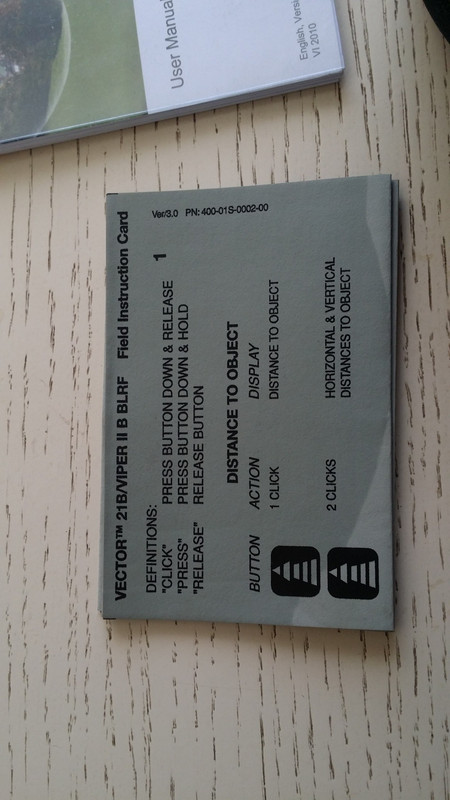 User Manua
English, Versi
VI 2010
VECTOR™ 21B/VIPER II B BLRF Field Instruction Card
Ver/3.0 PN: 400-01S-0002-00
DEFINITIONS: 1
"CLICK" PRESS BUTTON DOWN & RELEASE
"PRESS" PRESS BUTTON DOWN & HOLD
"RELEASE" RELEASE BUTTON
DISTANCE TO OBJECT
BUTTON ACTION DISPLAY
1 CLICK DISTANCE TO OBJECT
2 CLICKS HORIZONTAL & VERTICAL
DISTANCES TO OBJECT